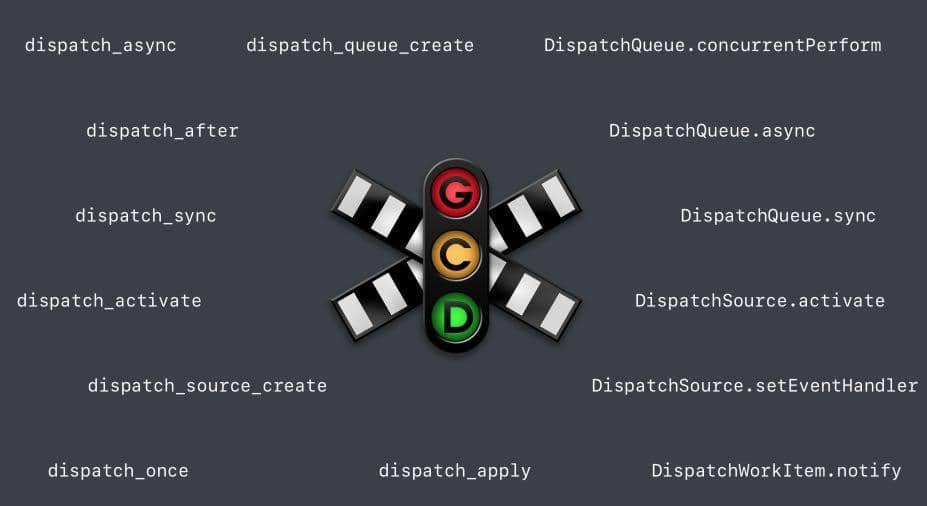 dispatch_async dispatch_queue_create DispatchQueue.concurrentPerform
dispatch_after DispatchQueue.async
G
dispatch_sync DispatchQueue.sync
C
dispatch_activate DispatchSource.activate
D
dispatch_source_create DispatchSource.setEventHandler
dispatch_once dispatch_apply DispatchWorkItem.notify